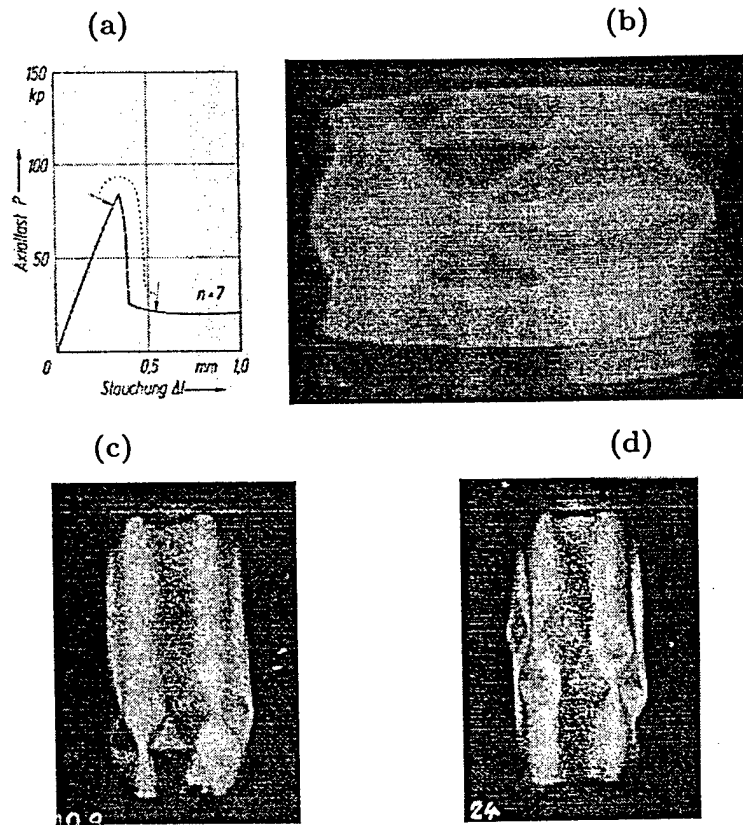 (a)
(b)
150
kp
100
50
Axiallast P
n=7
0
0,5
mm
1,0
Stauchung Δl
(c)
(d)
24